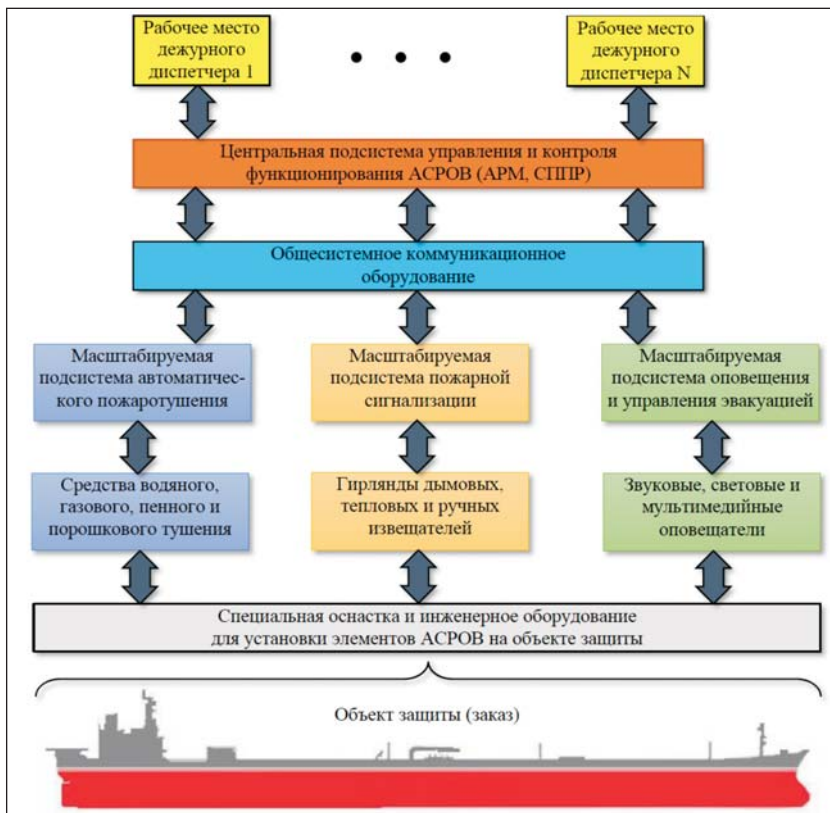 Рабочее место
дежурного
диспетчера 1
Рабочее место
дежурного
диспетчера N
Центральная подсистема управления и контроля
функционирования АСРОВ (АРМ, СППР)
Общесистемное коммуникационное
оборудование
Масштабируемая
подсистема автоматичес-
кого пожаротушения
Масштабируемая
подсистема пожарной
сигнализации
Масштабируемая
подсистема оповещения
и управления эвакуацией
Средства водяного,
газового, пенного и
порошкового тушения
Гирлянды дымовых,
тепловых и ручных
извещателей
Звуковые, световые и
мультимедийные
оповещатели
Специальная оснастка и инженерное оборудование
для установки элементов АСРОВ на объекте защиты
Объект защиты (заказ)